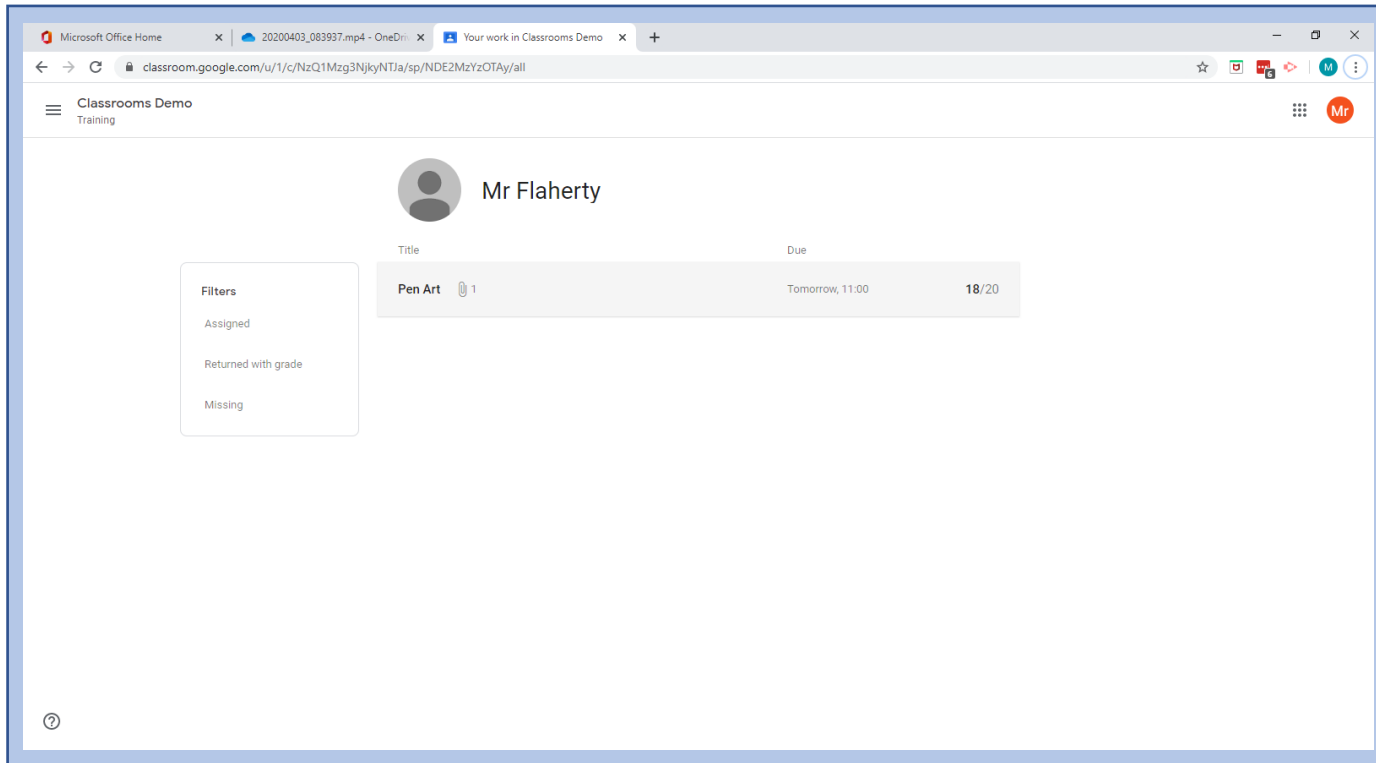 Microsoft Office Home
20200403_083937.mp4 - OneDri
Your work in Classrooms Demo
classroom.google.com/u/1/c/NzQ1Mzg3NjkyNTJa/sp/NDE2MzYzOTAy/all
6
M
Classrooms Demo
Training
Mr
Mr Flaherty
Title Due
Pen Art 1 Tomorrow, 11:00 18/20
Filters
Assigned
Returned with grade
Missing